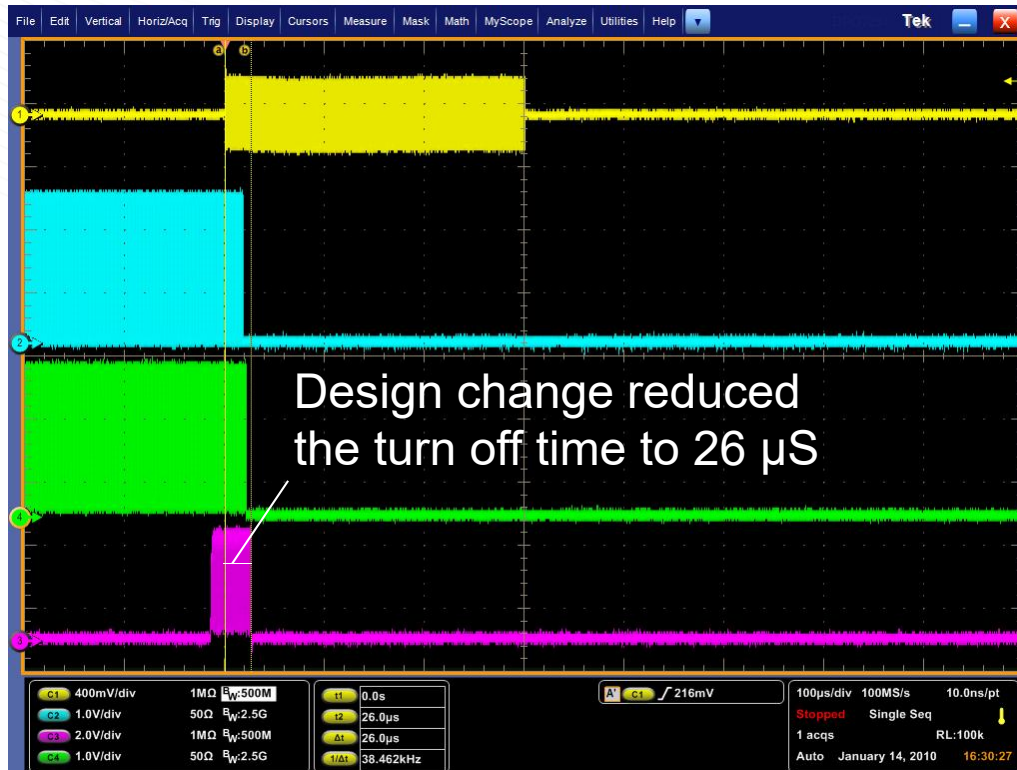 File Edit Vertical Horiz/Acq Trig Display Cursors Measure Mask Math MyScope Analyze Utilities Help Tek X
a b
1
2
Design change reduced
the turn off time to 26 µS
4
3
C1 400mV/div 1MΩ BW:500M
C2 1.0V/div 50Ω BW:2.5G
C3 2.0V/div 1MΩ BW:500M
C4 1.0V/div 50Ω BW:2.5G
t1 0.0s
t2 26.0µs
Δt 26.0µs
1/Δt 38.462kHz
A' C1 216mV
100µs/div 100MS/s 10.0ns/pt
Stopped Single Seq
1 acqs RL:100k
Auto January 14, 2010 16:30:27